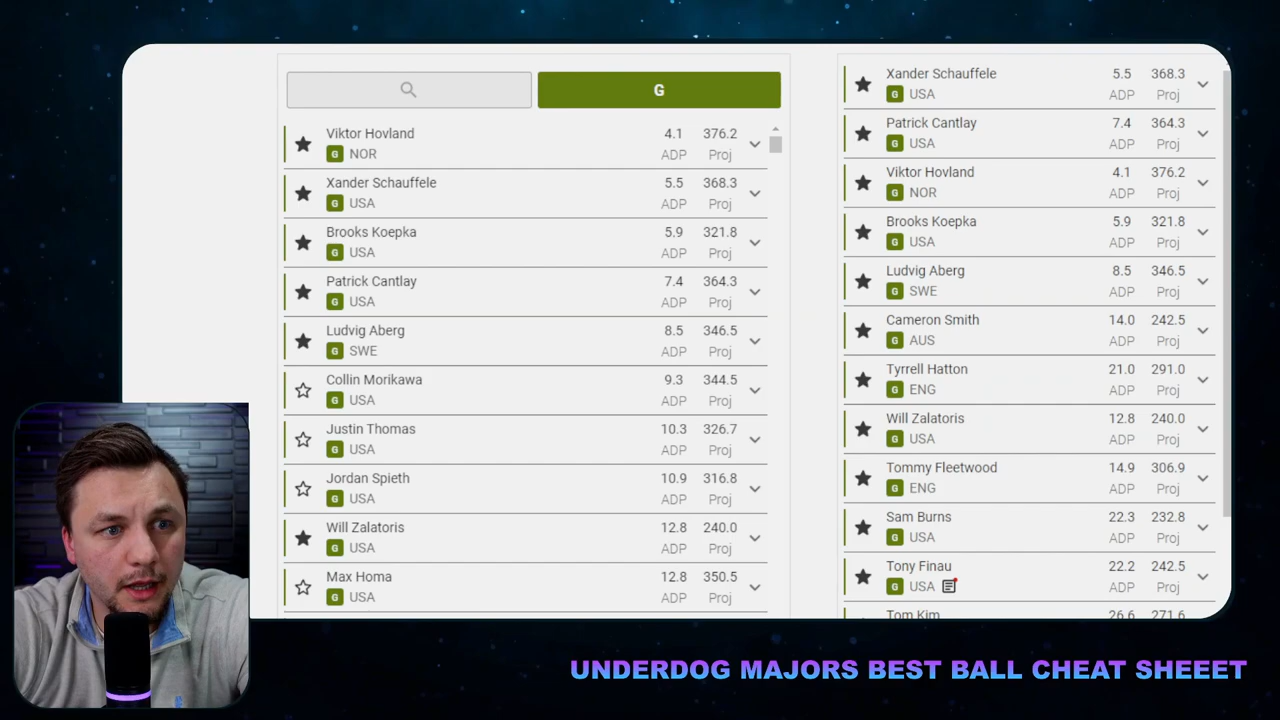 G
Viktor Hovland 4.1 376.2
G NOR ADP Proj
Xander Schauffele 5.5 368.3
G USA ADP Proj
Brooks Koepka 5.9 321.8
G USA ADP Proj
Patrick Cantlay 7.4 364.3
G USA ADP Proj
Ludvig Aberg 8.5 346.5
G SWE ADP Proj
Collin Morikawa 9.3 344.5
G USA ADP Proj
Justin Thomas 10.3 326.7
G USA ADP Proj
Jordan Spieth 10.9 316.8
G USA ADP Proj
Will Zalatoris 12.8 240.0
G USA ADP Proj
Max Homa 12.8 350.5
G USA ADP Proj
Xander Schauffele 5.5 368.3
G USA ADP Proj
Patrick Cantlay 7.4 364.3
G USA ADP Proj
Viktor Hovland 4.1 376.2
G NOR ADP Proj
Brooks Koepka 5.9 321.8
G USA ADP Proj
Ludvig Aberg 8.5 346.5
G SWE ADP Proj
Cameron Smith 14.0 242.5
G AUS ADP Proj
Tyrrell Hatton 21.0 291.0
G ENG ADP Proj
Will Zalatoris 12.8 240.0
G USA ADP Proj
Tommy Fleetwood 14.9 306.9
G ENG ADP Proj
Sam Burns 22.3 232.8
G USA ADP Proj
Tony Finau 22.2 242.5
G USA ADP Proj
Tom Kim 26.6 271.6
UNDERDOG MAJORS BEST BALL CHEAT SHEEET